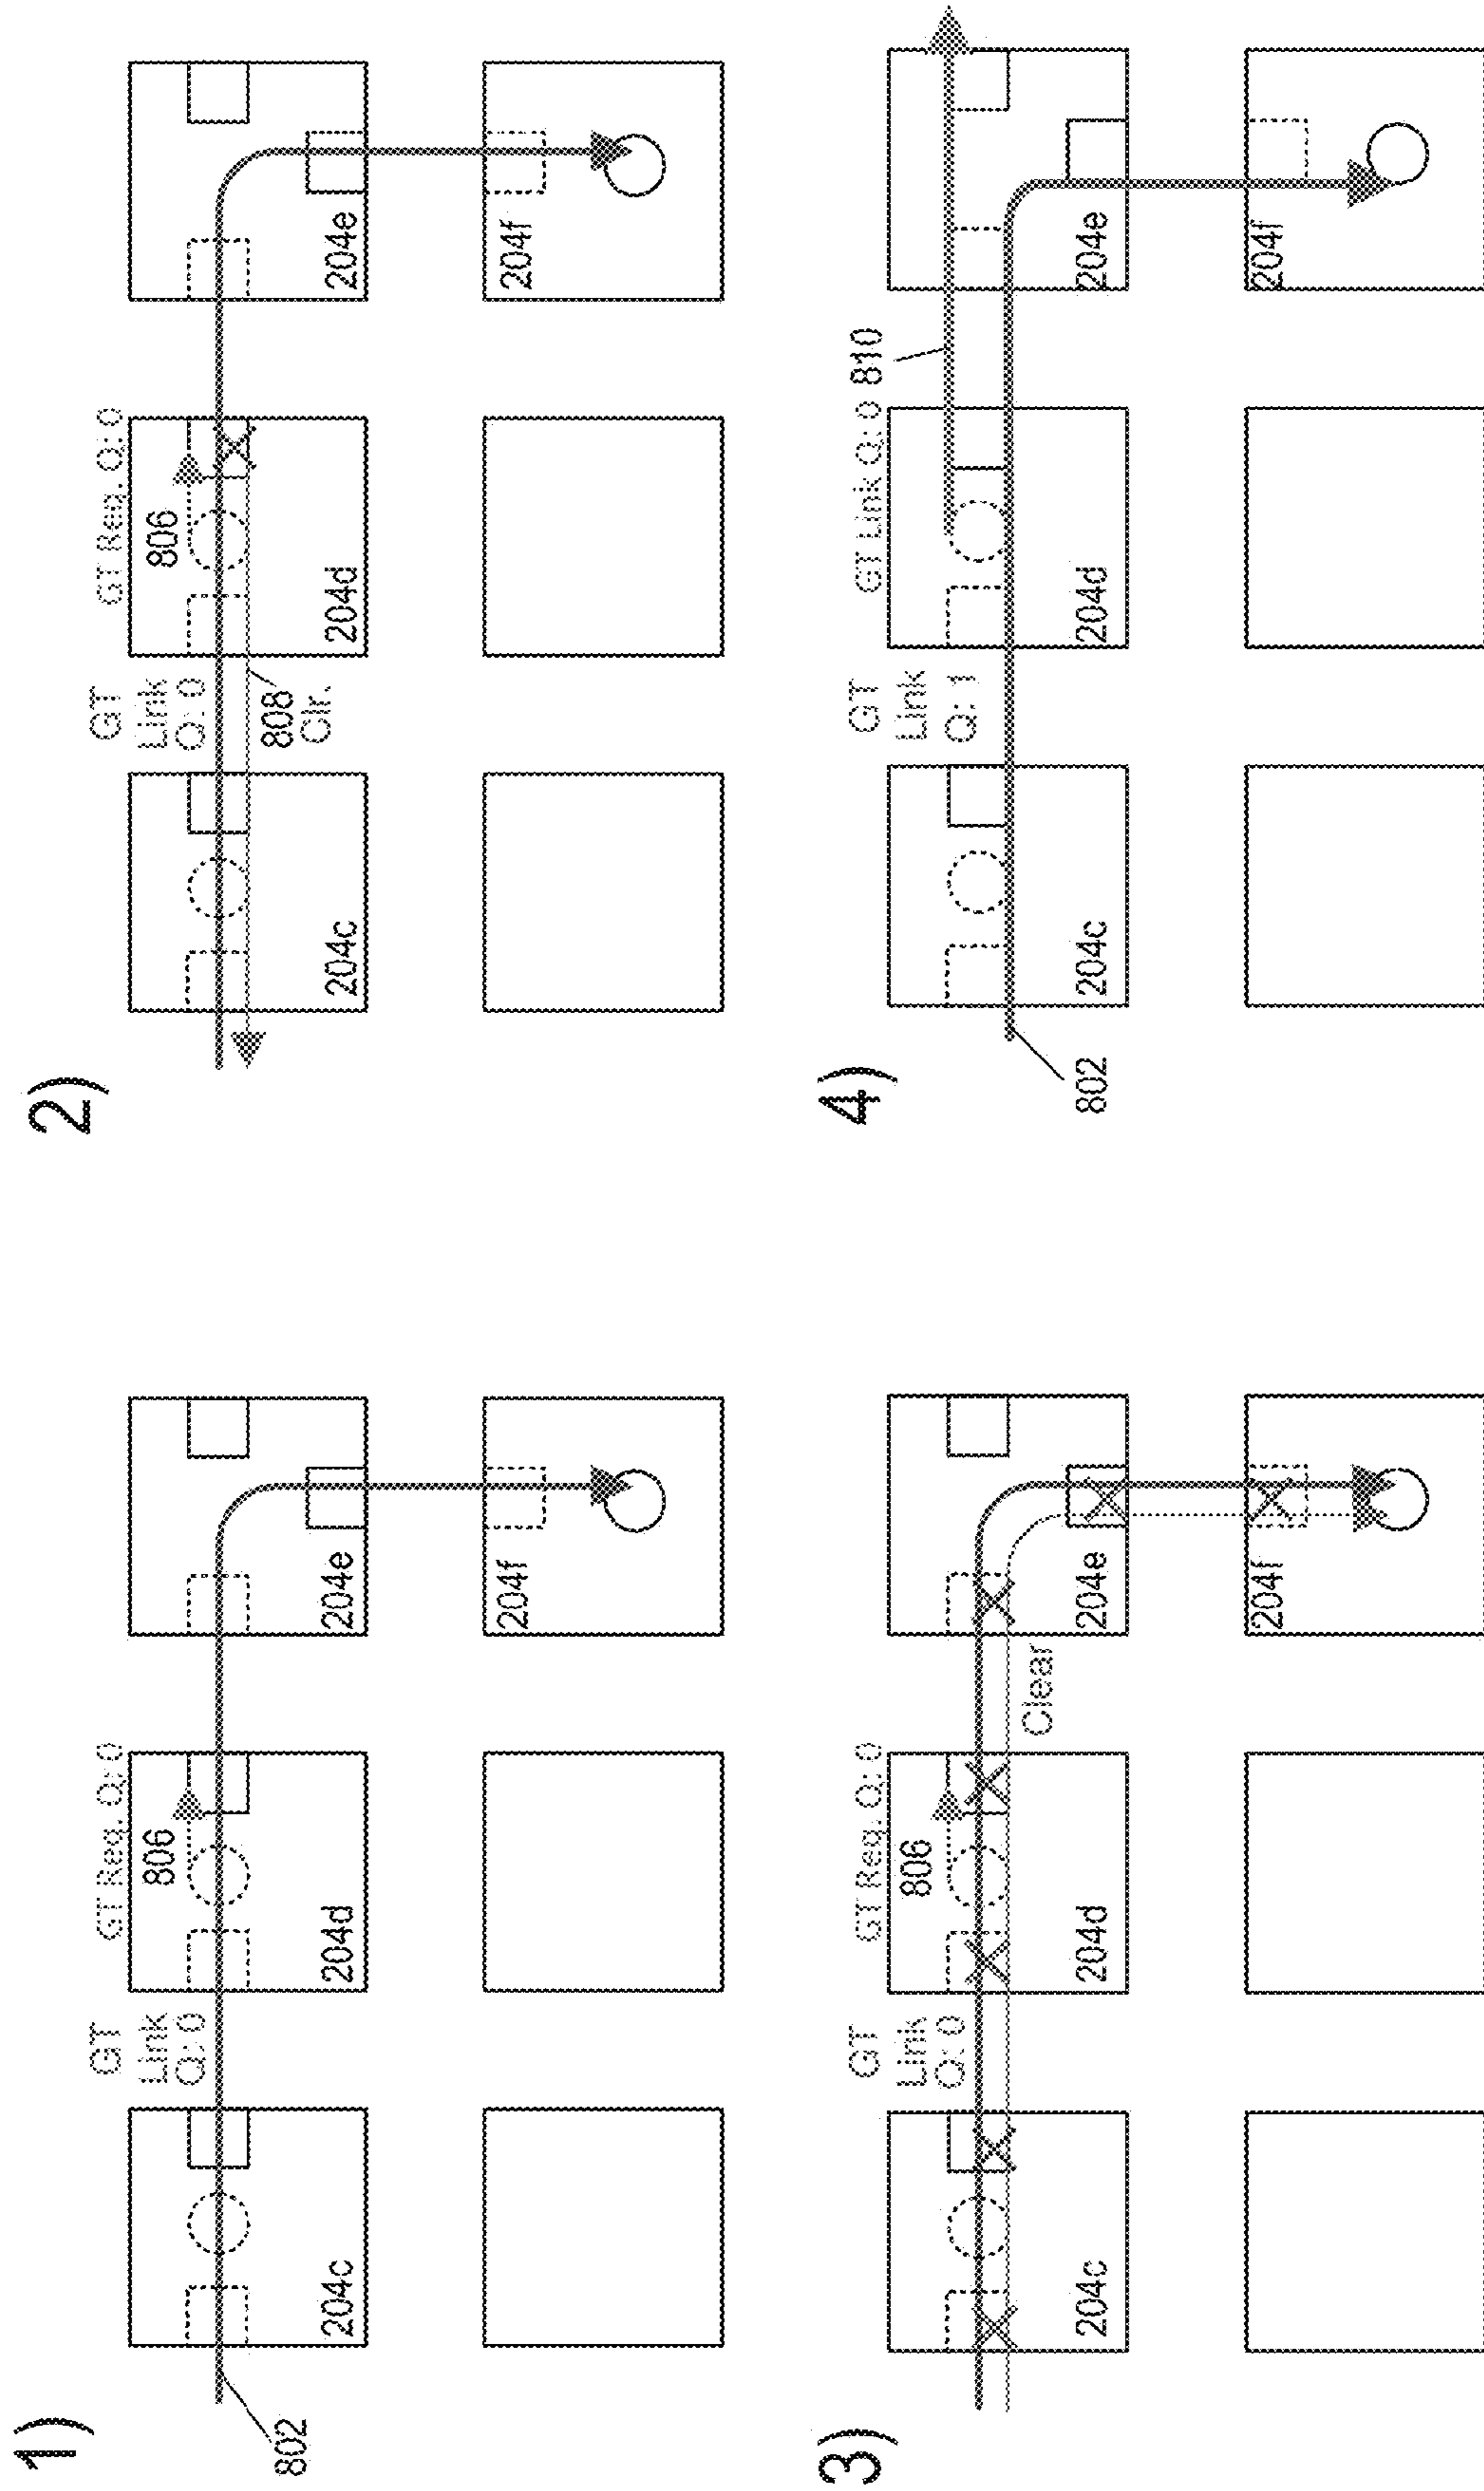 1)
GT
Link
Q: 0
GT Req. Q: 0
806
802
204c
204d
204e
204f
2)
GT
Link
Q: 0
GT Req. Q: 0
806
808
Clr.
204c
204d
204e
204f
3)
GT
Link
Q: 0
GT Req. Q: 0
806
Clear
204c
204d
204e
204f
4)
GT
Link
Q: 1
GT Link Q: 0
810
802
204c
204d
204e
204f